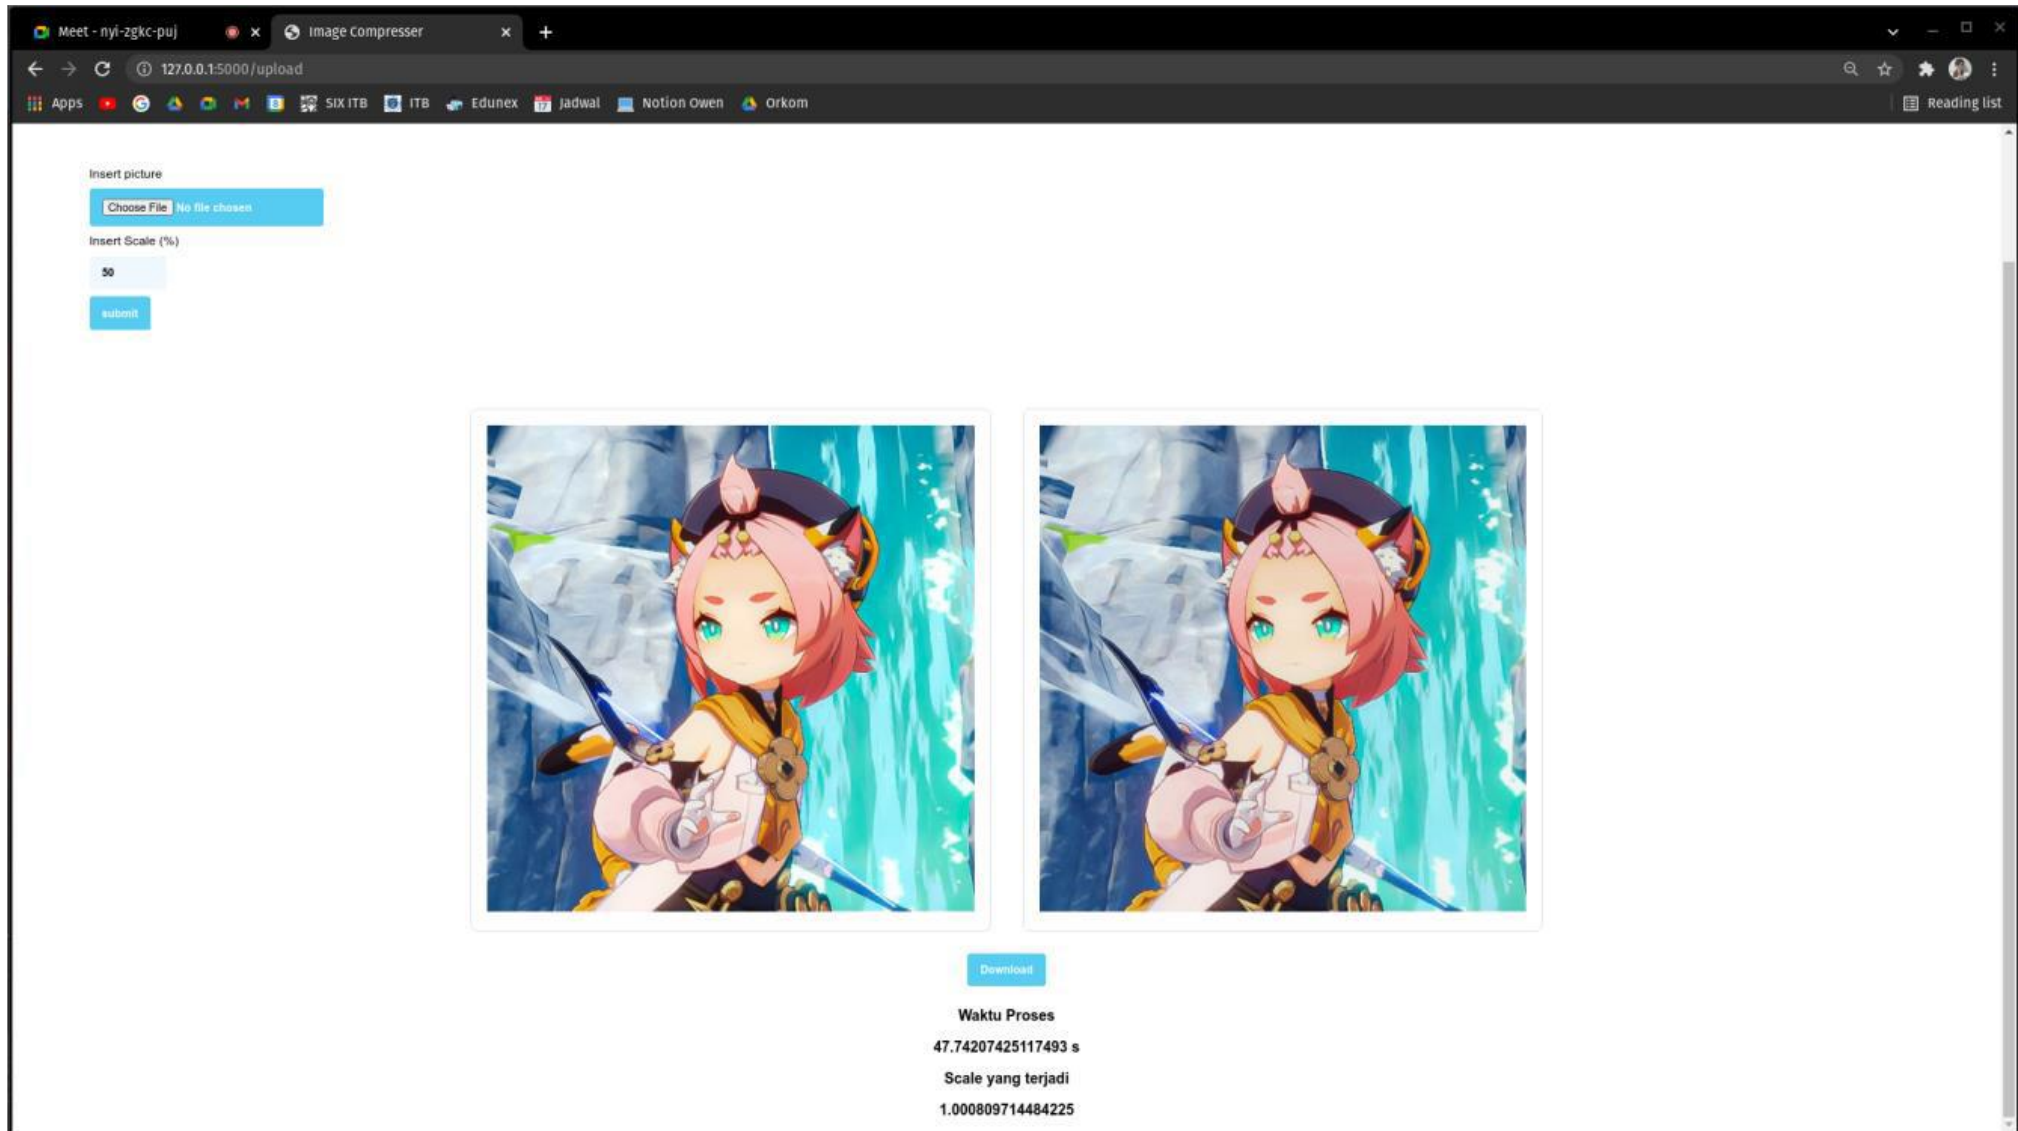 Meet - nyi-zgkc-puj
Image Compresser
127.0.0.1:5000/upload
Apps
SIX ITB
ITB
Edunex
Jadwal
Notion Owen
Orkom
Reading list
Insert picture
Choose File No file chosen
Insert Scale (%)
50
submit
Download
Waktu Proses
47.74207425117493 s
Scale yang terjadi
1.000809714484225